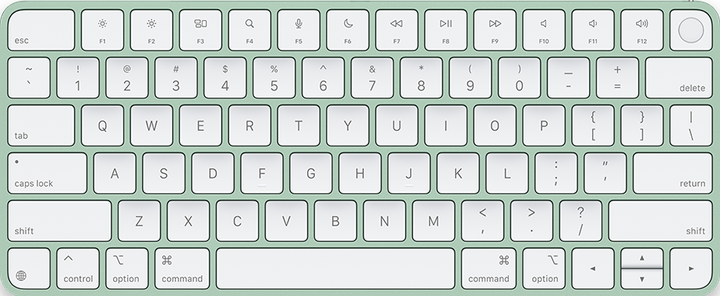 esc F1 F2 F3 F4 F5 F6 F7 F8 F9 F10 F11 F12
~ ! @ # $ % ^ & * ( ) — +
` 1 2 3 4 5 6 7 8 9 0 - = delete
tab Q W E R T Y U I O P { [ } ] | \
caps lock A S D F G H J K L : ; " ' return
shift Z X C V B N M < , > . ? / shift
control option ⌘ command ⌘ command ⌥ option